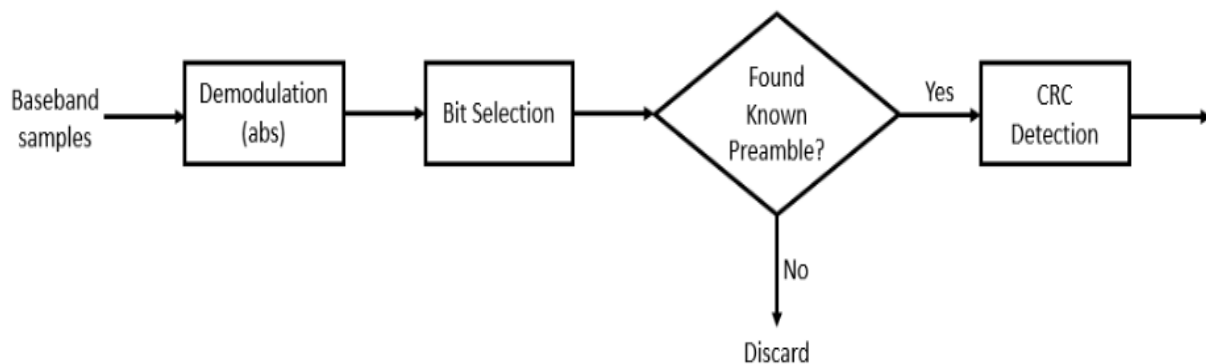 Baseband
samples
Demodulation
(abs)
Bit Selection
Found
Known
Preamble?
Yes
CRC
Detection
No
Discard